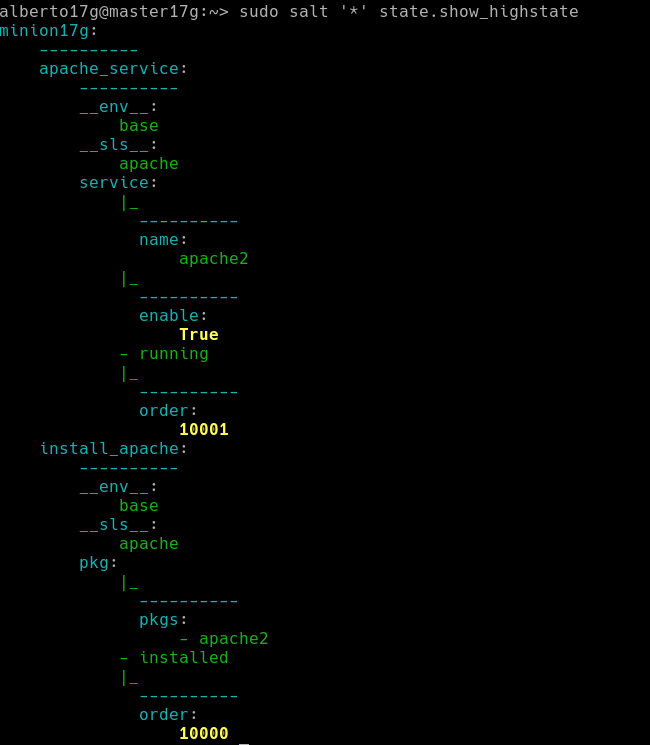 alberto17g@master17g:~> sudo salt '*' state.show_highstate
minion17g:
    ----------
    apache_service:
        ----------
        __env__:
            base
        __sls__:
            apache
        service:
            |_
              ----------
              name:
                  apache2
            |_
              ----------
              enable:
                  True
            - running
            |_
              ----------
              order:
                  10001
    install_apache:
        ----------
        __env__:
            base
        __sls__:
            apache
        pkg:
            |_
              ----------
              pkgs:
                  - apache2
            - installed
            |_
              ----------
              order:
                  10000